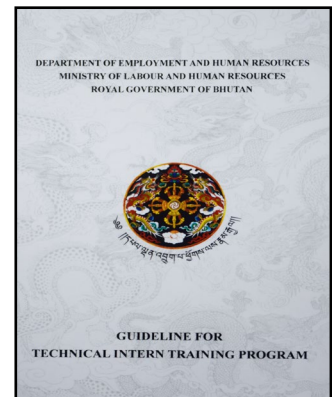 DEPARTMENT OF EMPLOYMENT AND HUMAN RESOURCES
MINISTRY OF LABOUR AND HUMAN RESOURCES
ROYAL GOVERNMENT OF BHUTAN
GUIDELINE FOR
TECHNICAL INTERN TRAINING PROGRAM